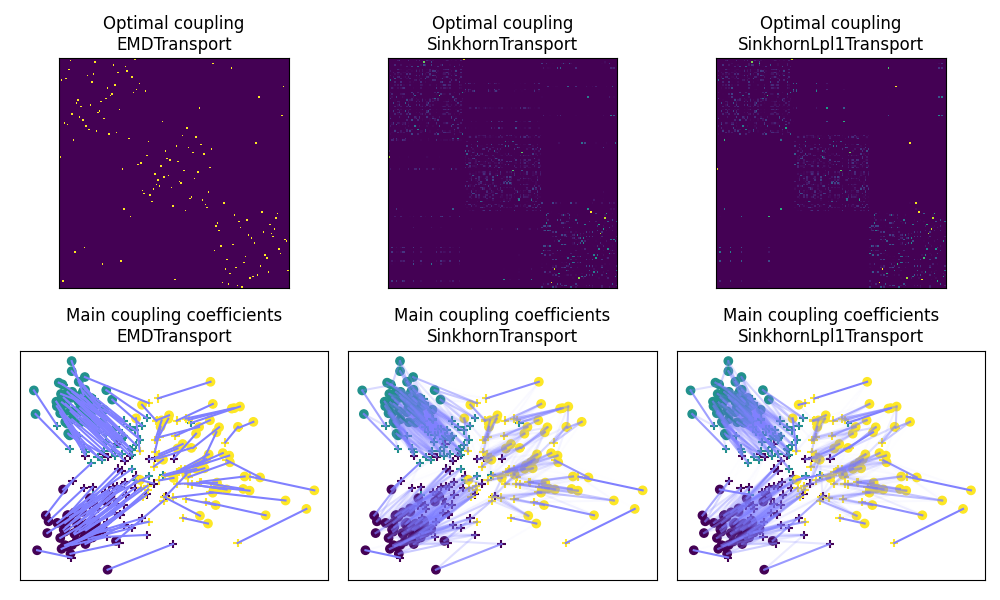 Optimal coupling
EMDTransport
Optimal coupling
SinkhornTransport
Optimal coupling
SinkhornLpl1Transport
Main coupling coefficients
EMDTransport
Main coupling coefficients
SinkhornTransport
Main coupling coefficients
SinkhornLpl1Transport